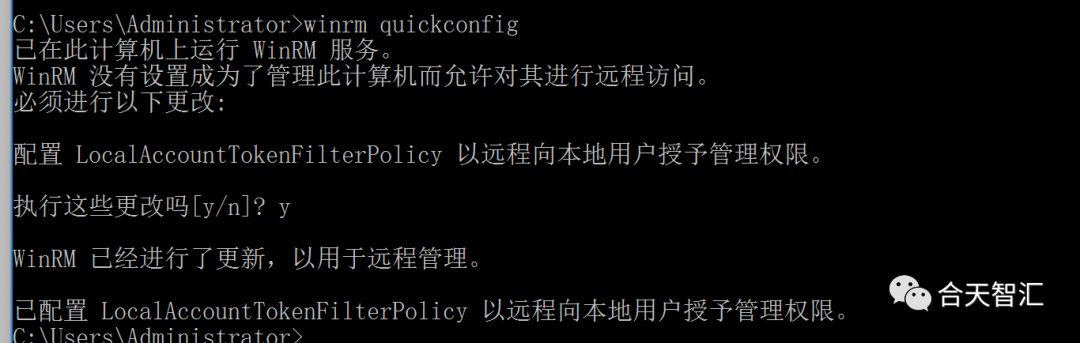 C:\Users\Administrator>winrm quickconfig
已在此计算机上运行 WinRM 服务。
WinRM 没有设置成为了管理此计算机而允许对其进行远程访问。
必须进行以下更改:
配置 LocalAccountTokenFilterPolicy 以远程向本地用户授予管理权限。
执行这些更改吗[y/n]? y
WinRM 已经进行了更新，以用于远程管理。
已配置 LocalAccountTokenFilterPolicy 以远程向本地用户授予管理权限。
C:\Users\Administrator>
合天智汇